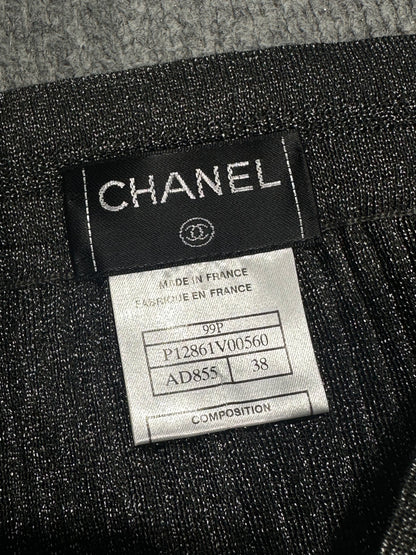 CHANEL
MADE IN FRANCE
FABRIQUE EN FRANCE
99P
P12861V00560
AD855 38
COMPOSITION